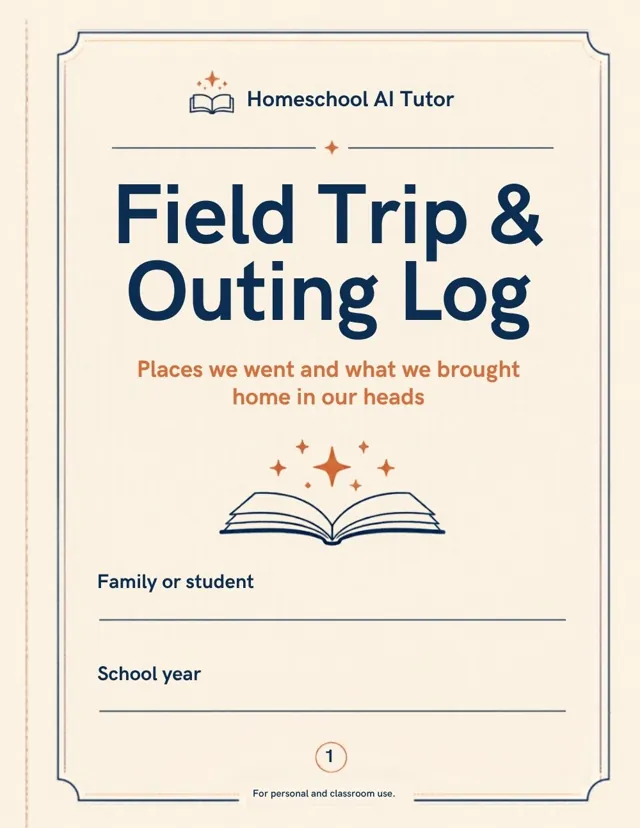 Homeschool AI Tutor
Field Trip &
Outing Log
Places we went and what we brought
home in our heads
Family or student
School year
1
For personal and classroom use.